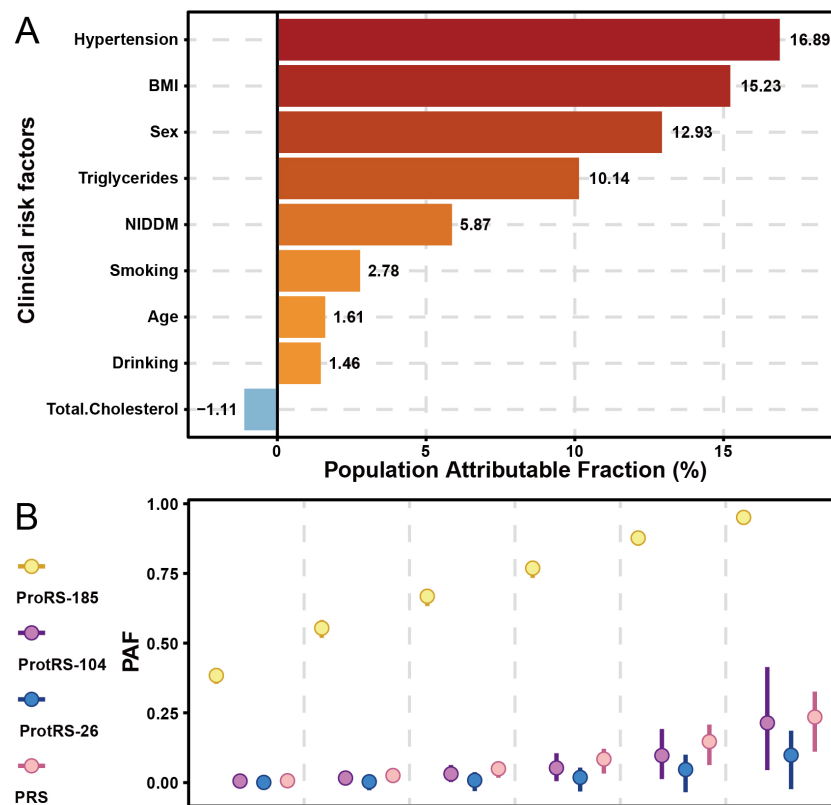 A
Clinical risk factors
Hypertension 16.89
BMI 15.23
Sex 12.93
Triglycerides 10.14
NIDDM 5.87
Smoking 2.78
Age 1.61
Drinking 1.46
Total.Cholesterol −1.11
0 5 10 15
Population Attributable Fraction (%)
B
ProRS-185
ProtRS-104
ProtRS-26
PRS
PAF
1.00
0.75
0.50
0.25
0.00